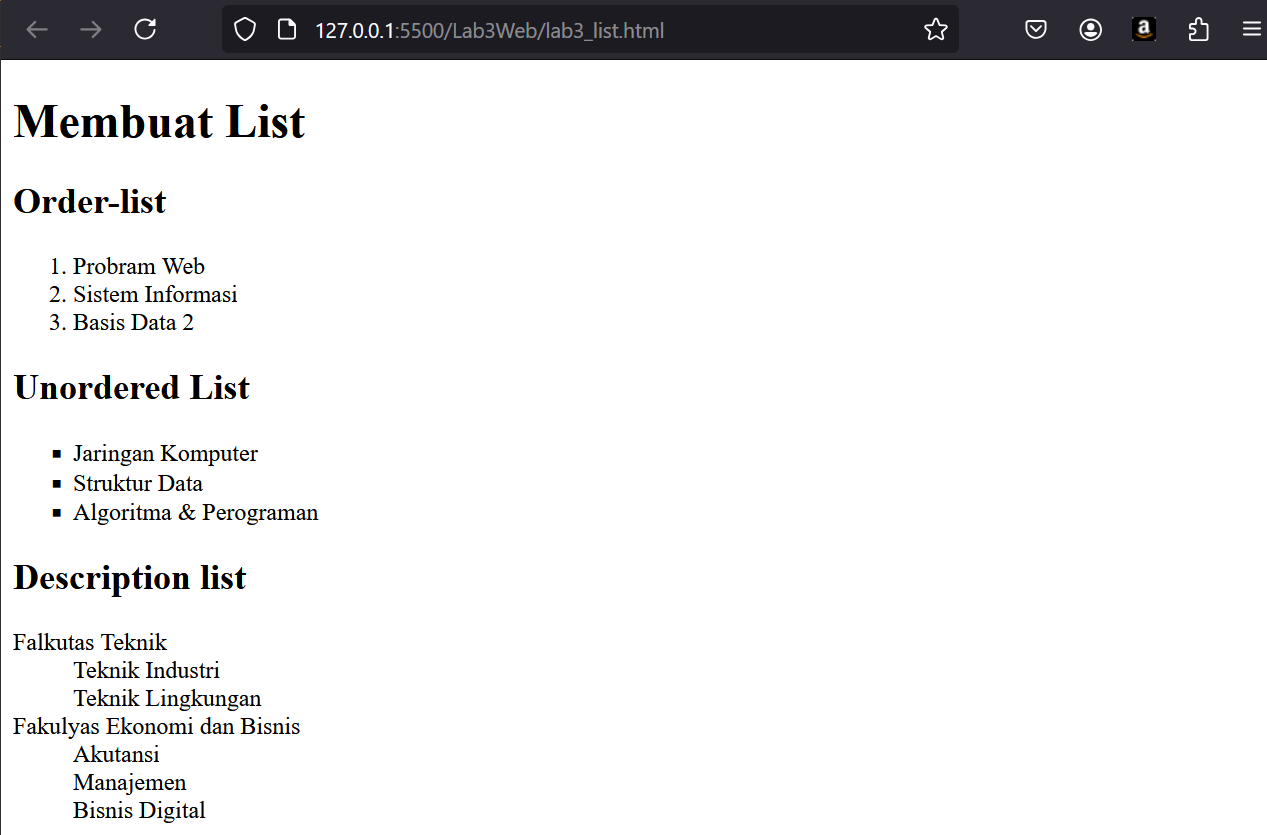 127.0.0.1:5500/Lab3Web/lab3_list.html
a
Membuat List
Order-list
1. Probram Web
2. Sistem Informasi
3. Basis Data 2
Unordered List
▪ Jaringan Komputer
▪ Struktur Data
▪ Algoritma & Perograman
Description list
Falkutas Teknik
Teknik Industri
Teknik Lingkungan
Fakulyas Ekonomi dan Bisnis
Akutansi
Manajemen
Bisnis Digital